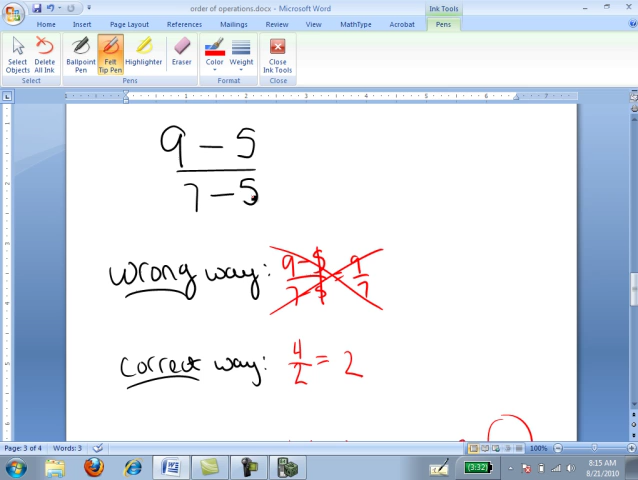 order of operations.docx - Microsoft Word
Ink Tools
Home Insert Page Layout References Mailings Review View MathType Acrobat Pens
Select Objects
Delete All Ink
Ballpoint Pen
Felt Tip Pen
Highlighter
Eraser
Color
Weight
Close Ink Tools
Select Pens Format Close
9 - 5
7 - 5
wrong way: 9 - 5 / 7 - 5 = 9 / 7
correct way: 4 / 2 = 2
Page: 3 of 4 Words: 3 100%
(3:32) 8:15 AM
8/21/2010